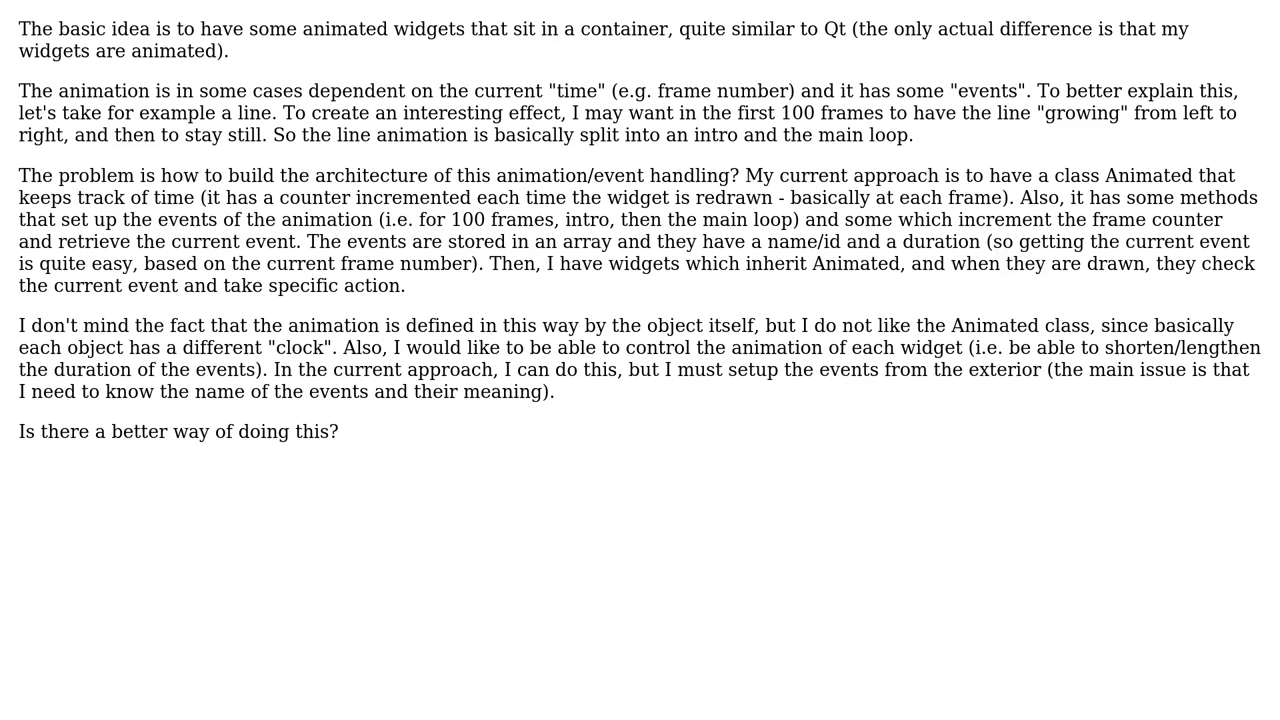 The basic idea is to have some animated widgets that sit in a container, quite similar to Qt (the only actual difference is that my
widgets are animated).
The animation is in some cases dependent on the current "time" (e.g. frame number) and it has some "events". To better explain this,
let's take for example a line. To create an interesting effect, I may want in the first 100 frames to have the line "growing" from left to
right, and then to stay still. So the line animation is basically split into an intro and the main loop.
The problem is how to build the architecture of this animation/event handling? My current approach is to have a class Animated that
keeps track of time (it has a counter incremented each time the widget is redrawn - basically at each frame). Also, it has some methods
that set up the events of the animation (i.e. for 100 frames, intro, then the main loop) and some which increment the frame counter
and retrieve the current event. The events are stored in an array and they have a name/id and a duration (so getting the current event
is quite easy, based on the current frame number). Then, I have widgets which inherit Animated, and when they are drawn, they check
the current event and take specific action.
I don't mind the fact that the animation is defined in this way by the object itself, but I do not like the Animated class, since basically
each object has a different "clock". Also, I would like to be able to control the animation of each widget (i.e. be able to shorten/lengthen
the duration of the events). In the current approach, I can do this, but I must setup the events from the exterior (the main issue is that
I need to know the name of the events and their meaning).
Is there a better way of doing this?